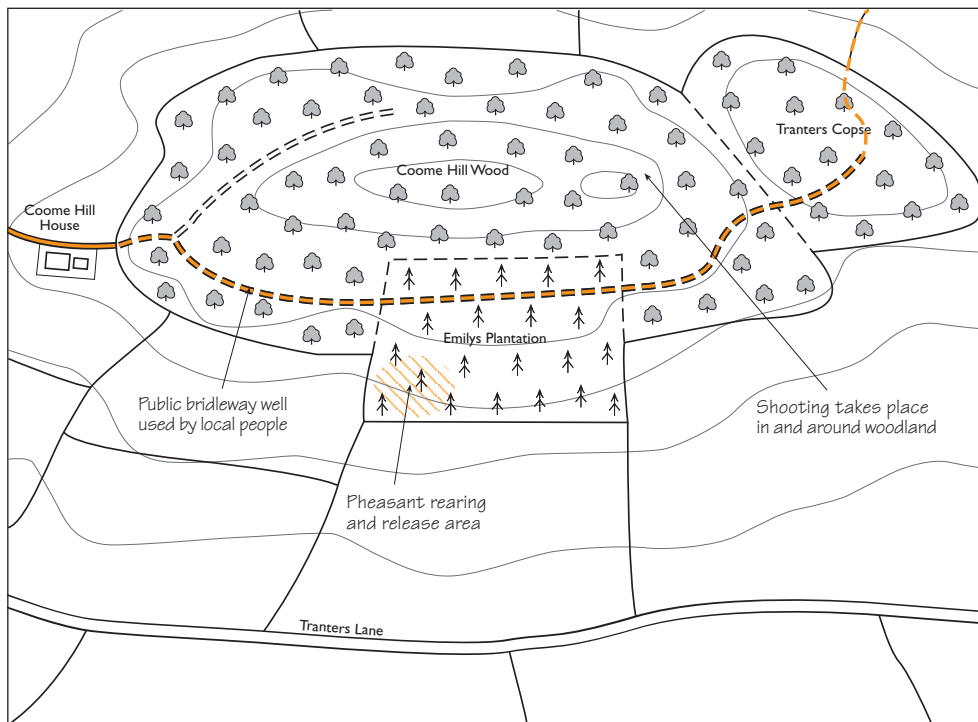 Tranters Copse
Coome Hill Wood
Coome Hill
House
Emilys Plantation
Public bridleway well
used by local people
Shooting takes place
in and around woodland
Pheasant rearing
and release area
Tranters Lane